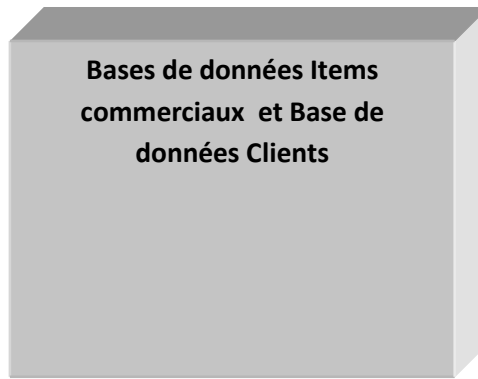 Bases de données Items
commerciaux et Base de
données Clients